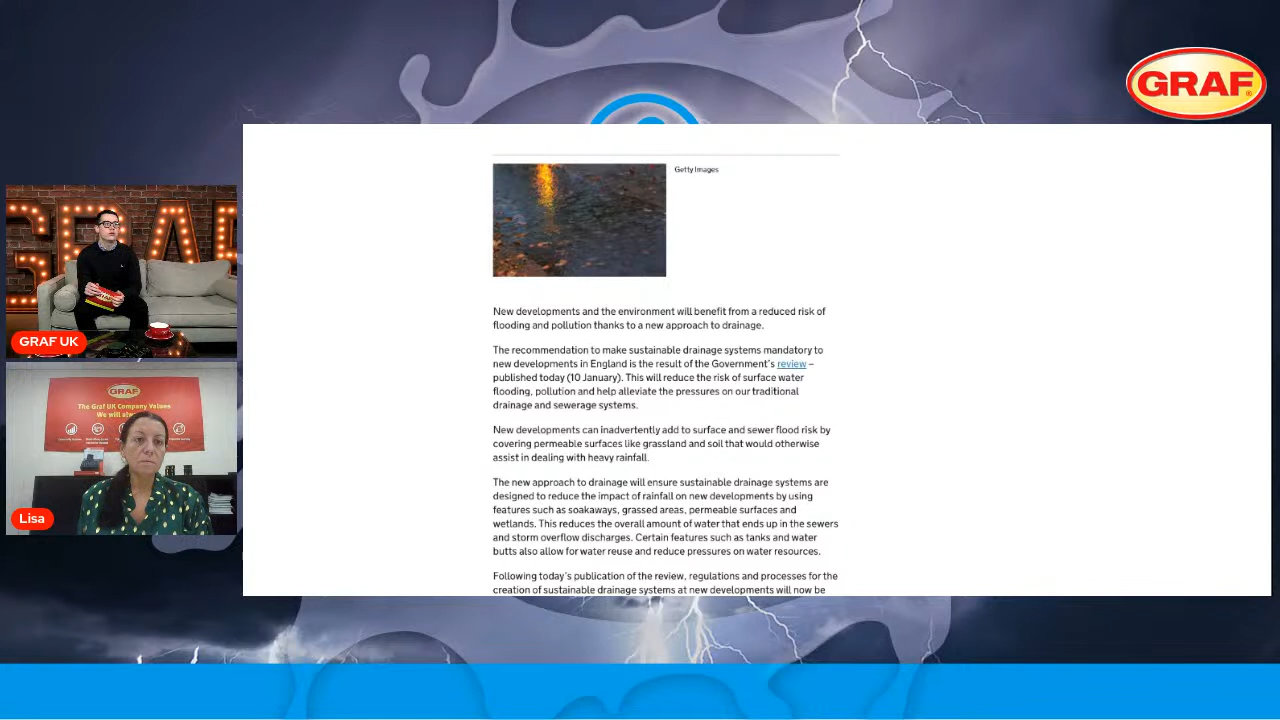 GRAF
GRAF
GRAF UK
GRAF
The Graf UK Company Values
Lisa
Getty Images
New developments and the environment will benefit from a reduced risk of
flooding and pollution thanks to a new approach to drainage.
The recommendation to make sustainable drainage systems mandatory to
new developments in England is the result of the Government's review –
published today (10 January). This will reduce the risk of surface water
flooding, pollution and help alleviate the pressures on our traditional
drainage and sewerage systems.
New developments can inadvertently add to surface and sewer flood risk by
covering permeable surfaces like grassland and soil that would otherwise
assist in dealing with heavy rainfall.
The new approach to drainage will ensure sustainable drainage systems are
designed to reduce the impact of rainfall on new developments by using
features such as soakaways, grassed areas, permeable surfaces and
wetlands. This reduces the overall amount of water that ends up in the sewers
and storm overflow discharges. Certain features such as tanks and water
butts also allow for water reuse and reduce pressures on water resources.
Following today's publication of the review, regulations and processes for the
creation of sustainable drainage systems at new developments will now be